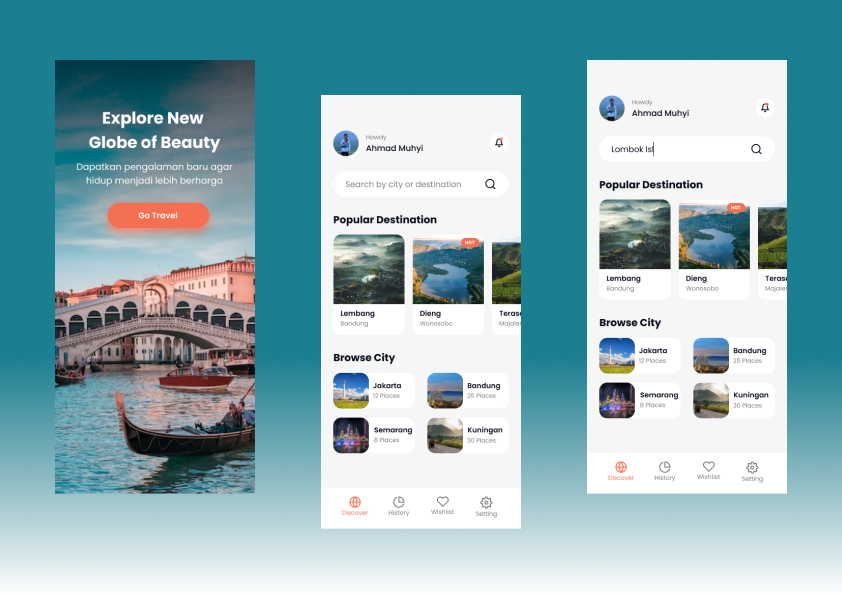 Explore New
Globe of Beauty
Dapatkan pengalaman baru agar
hidup menjadi lebih berharga
Go Travel
Howdy
Ahmad Muhyi
Search by city or destination
Popular Destination
HOT
Lembang
Bandung
Dieng
Wonosobo
Teras
Majale
Browse City
Jakarta
12 Places
Bandung
25 Places
Semarang
8 Places
Kuningan
30 Places
Discover
History
Wishlist
Setting
Howdy
Ahmad Muhyi
Lombok Isl
Popular Destination
HOT
Lembang
Bandung
Dieng
Wonosobo
Teras
Majale
Browse City
Jakarta
12 Places
Bandung
25 Places
Semarang
8 Places
Kuningan
30 Places
Discover
History
Wishlist
Setting